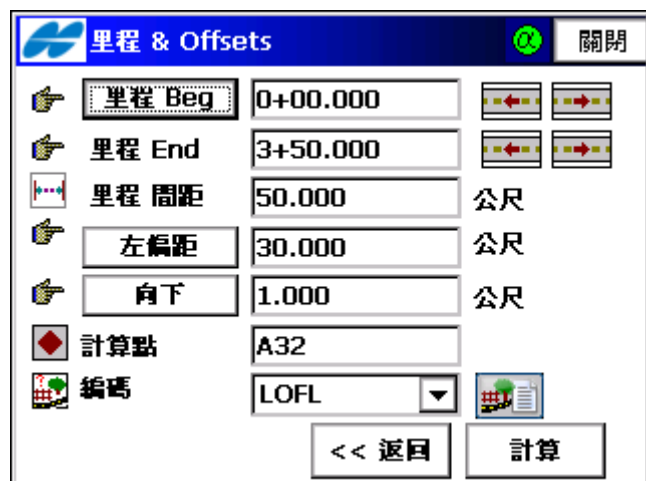 里程 & Offsets α 關閉
里程 Beg 0+00.000
里程 End 3+50.000
里程 間距 50.000 公尺
左偏距 30.000 公尺
向下 1.000 公尺
計算點 A32
編碼 LOFL
<< 返回 計算